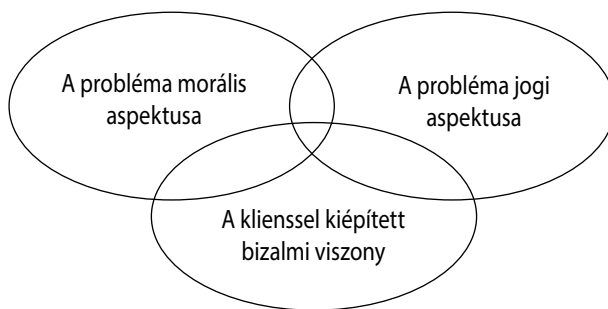 A probléma morális
aspektusa
A probléma jogi
aspektusa
A klienssel kiépített
bizalmi viszony